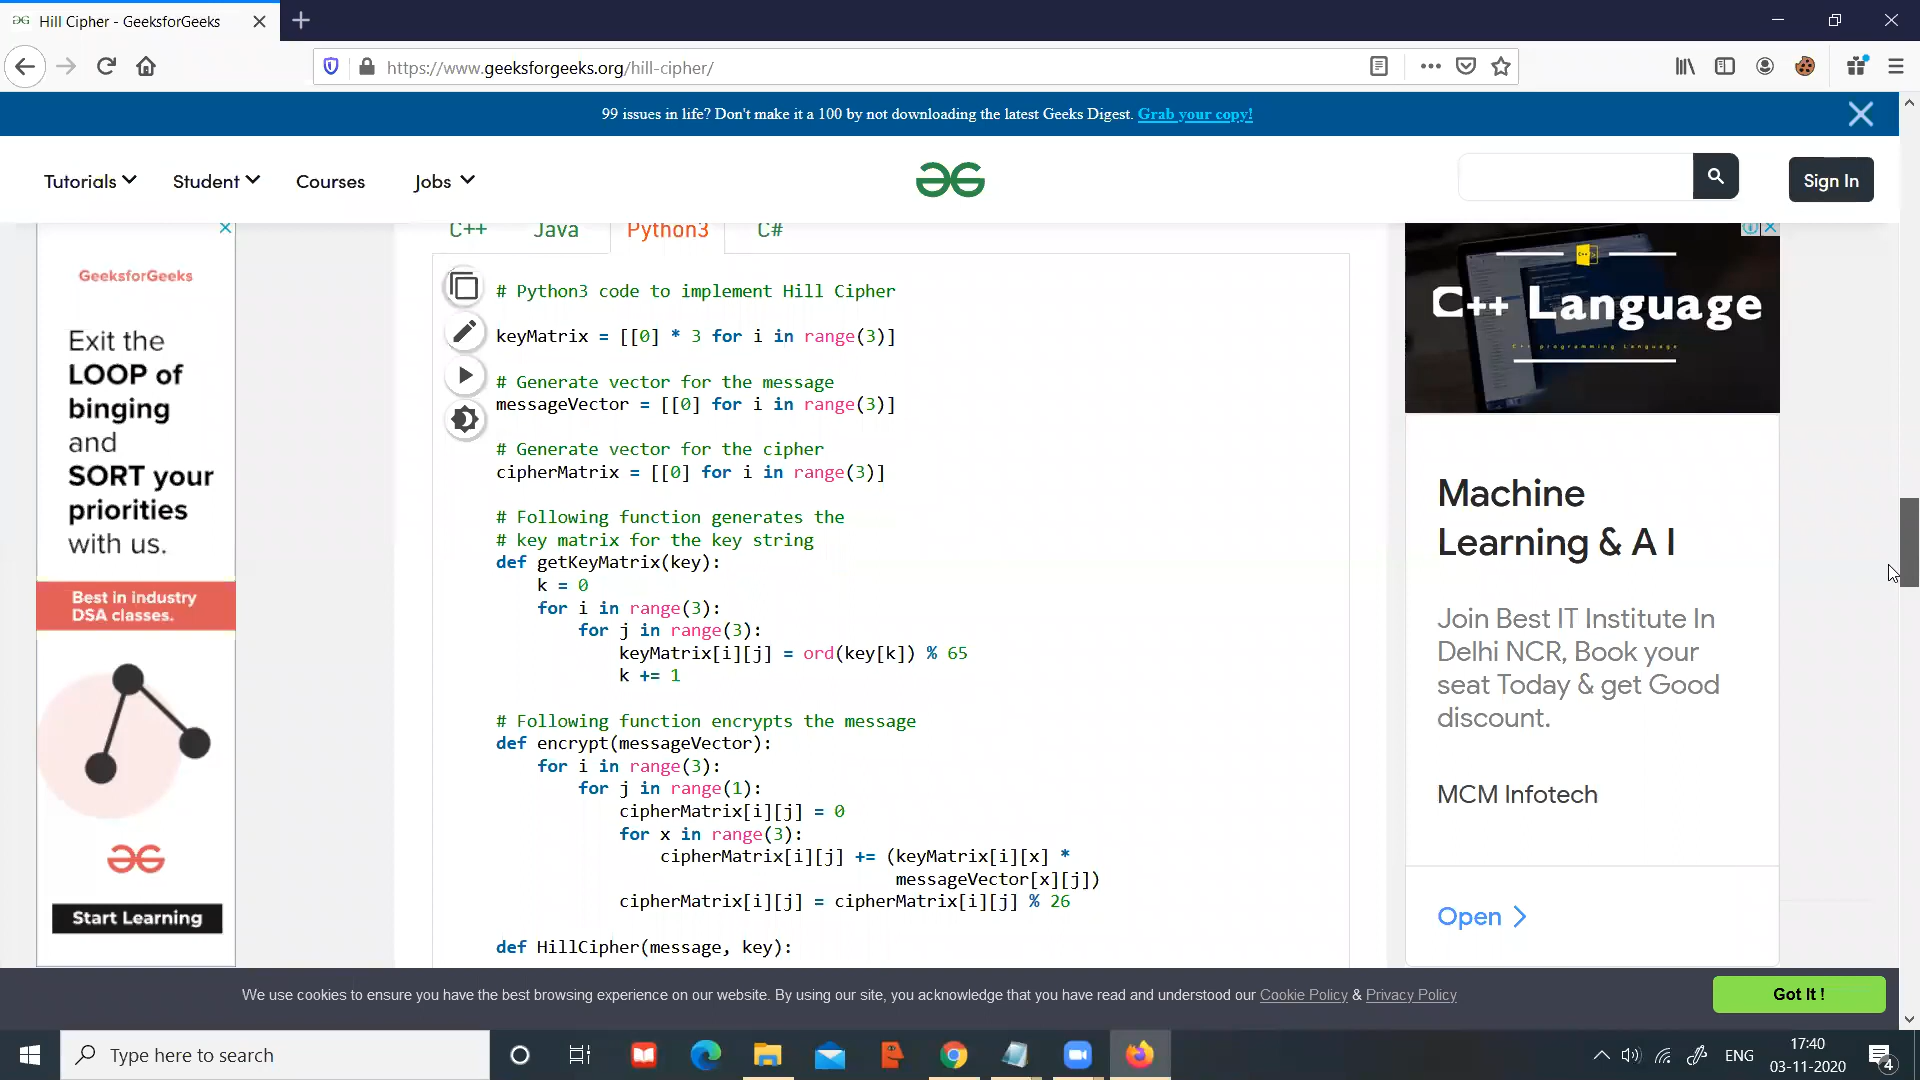 Hill Cipher - GeeksforGeeks
https://www.geeksforgeeks.org/hill-cipher/
99 issues in life? Don't make it a 100 by not downloading the latest Geeks Digest. Grab your copy!
Tutorials
Student
Courses
Jobs
Sign In
GeeksforGeeks
Exit the
LOOP of
binging
and
SORT your
priorities
with us.
Best in industry
DSA classes.
Start Learning
C++ Java Python3 C#
# Python3 code to implement Hill Cipher
keyMatrix = [[0] * 3 for i in range(3)]
# Generate vector for the message
messageVector = [[0] for i in range(3)]
# Generate vector for the cipher
cipherMatrix = [[0] for i in range(3)]
# Following function generates the
# key matrix for the key string
def getKeyMatrix(key):
k = 0
for i in range(3):
for j in range(3):
keyMatrix[i][j] = ord(key[k]) % 65
k += 1
# Following function encrypts the message
def encrypt(messageVector):
for i in range(3):
for j in range(1):
cipherMatrix[i][j] = 0
for x in range(3):
cipherMatrix[i][j] += (keyMatrix[i][x] *
messageVector[x][j])
cipherMatrix[i][j] = cipherMatrix[i][j] % 26
def HillCipher(message, key):
C++ Language
C++ programming Language
Machine
Learning & A I
Join Best IT Institute In
Delhi NCR, Book your
seat Today & get Good
discount.
MCM Infotech
Open
We use cookies to ensure you have the best browsing experience on our website. By using our site, you acknowledge that you have read and understood our Cookie Policy & Privacy Policy
Got It !
Type here to search
ENG
17:40
03-11-2020
4